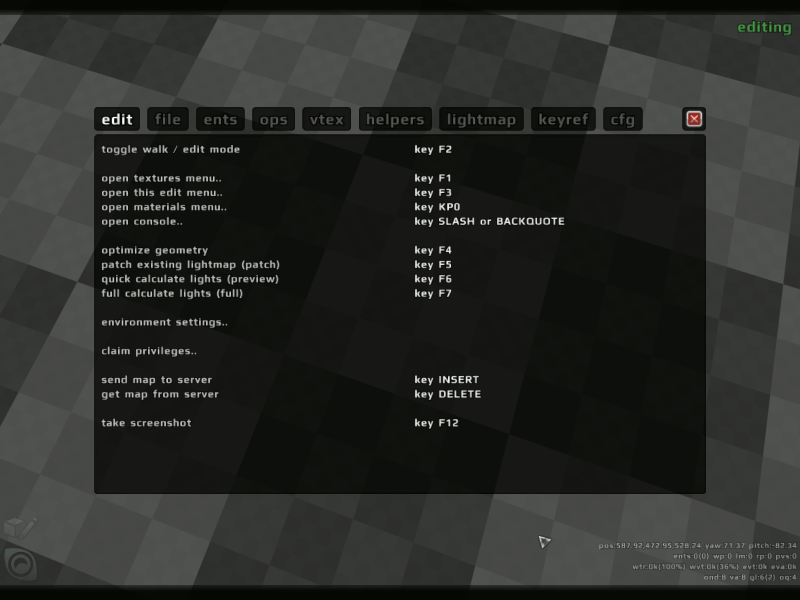 editing
edit file ents ops vtex helpers lightmap keyref cfg
toggle walk / edit mode key F2
open textures menu.. key F1
open this edit menu.. key F3
open materials menu.. key KP0
open console.. key SLASH or BACKQUOTE
optimize geometry key F4
patch existing lightmap (patch) key F5
quick calculate lights (preview) key F6
full calculate lights (full) key F7
environment settings..
claim privileges..
send map to server key INSERT
get map from server key DELETE
take screenshot key F12
pos:587.92,472.95,528.24 yaw:71.37 pitch:-82.34
ents:0(0) wp:0 lm:0 rp:0 pvs:0
wtr:0k(100%) wvt:0k(36%) evt:0k eva:0k
ond:8 va:8 gl:6(2) oq:4